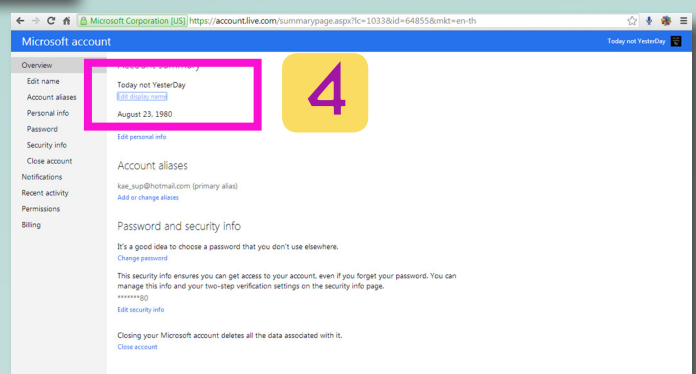 Microsoft Corporation [US] https://account.live.com/summarypage.aspx?lc=1033&id=64855&mkt=en-th
Microsoft account
Today not YesterDay
Overview
Edit name
Account aliases
Personal info
Password
Security info
Close account
Notifications
Recent activity
Permissions
Billing
Account summary
Today not YesterDay
Edit display name
August 23, 1980
Edit personal info
4
Account aliases
kae_sup@hotmail.com (primary alias)
Add or change aliases
Password and security info
It's a good idea to choose a password that you don't use elsewhere.
Change password
This security info ensures you can get access to your account, even if you forget your password. You can
manage this info and your two-step verification settings on the security info page.
*******80
Edit security info
Closing your Microsoft account deletes all the data associated with it.
Close account